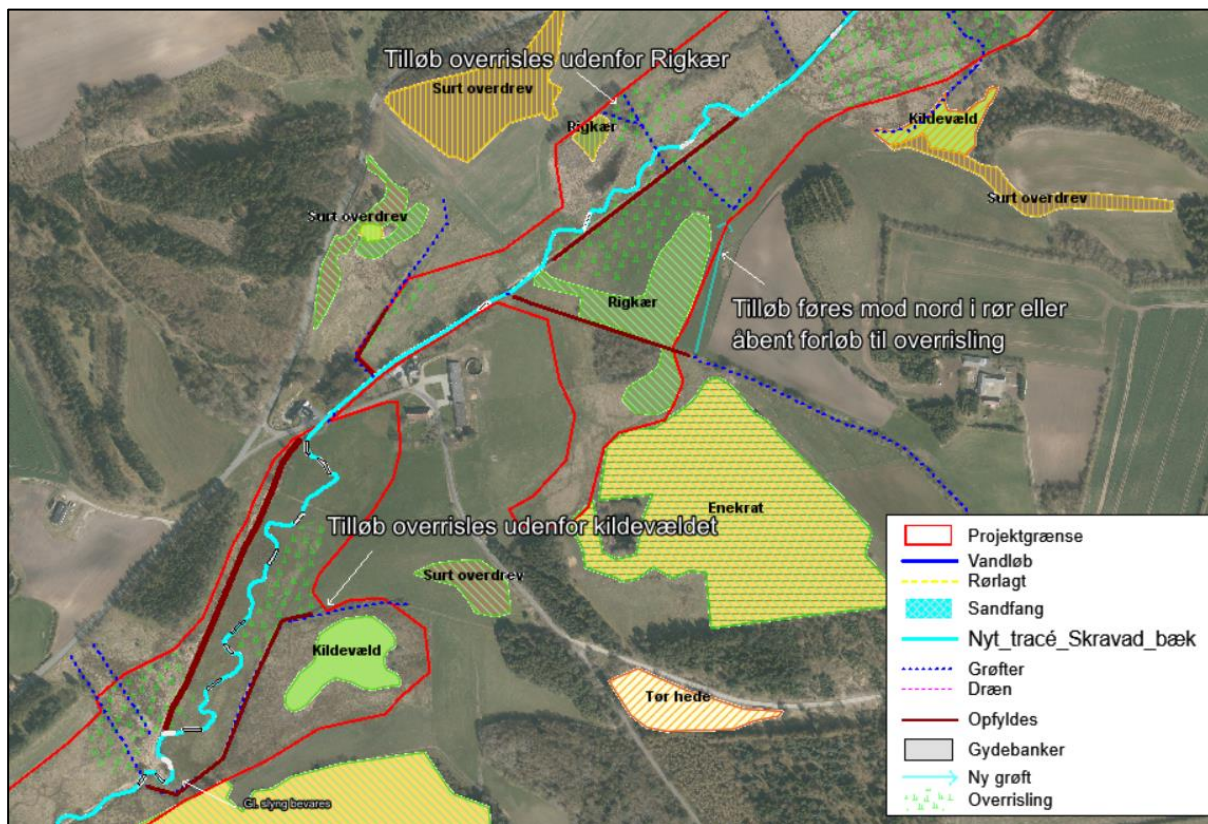 Tilløb overrisles udenfor Rigkær
Surt overdrev
Rigkær
Kildevæld
Surt overdrev
Surt overdrev
Rigkær
Tilløb føres mod nord i rør eller
åbent forløb til overrisling
Enekrat
Tilløb overrisles udenfor kildevældet
Surt overdrev
Kildevæld
Tør hede
Gl. slyng bevares
Projektgrænse
Vandløb
Rørlagt
Sandfang
Nyt_tracé_Skravad_bæk
Grøfter
Dræn
Opfyldes
Gydebanker
Ny grøft
Overrisling